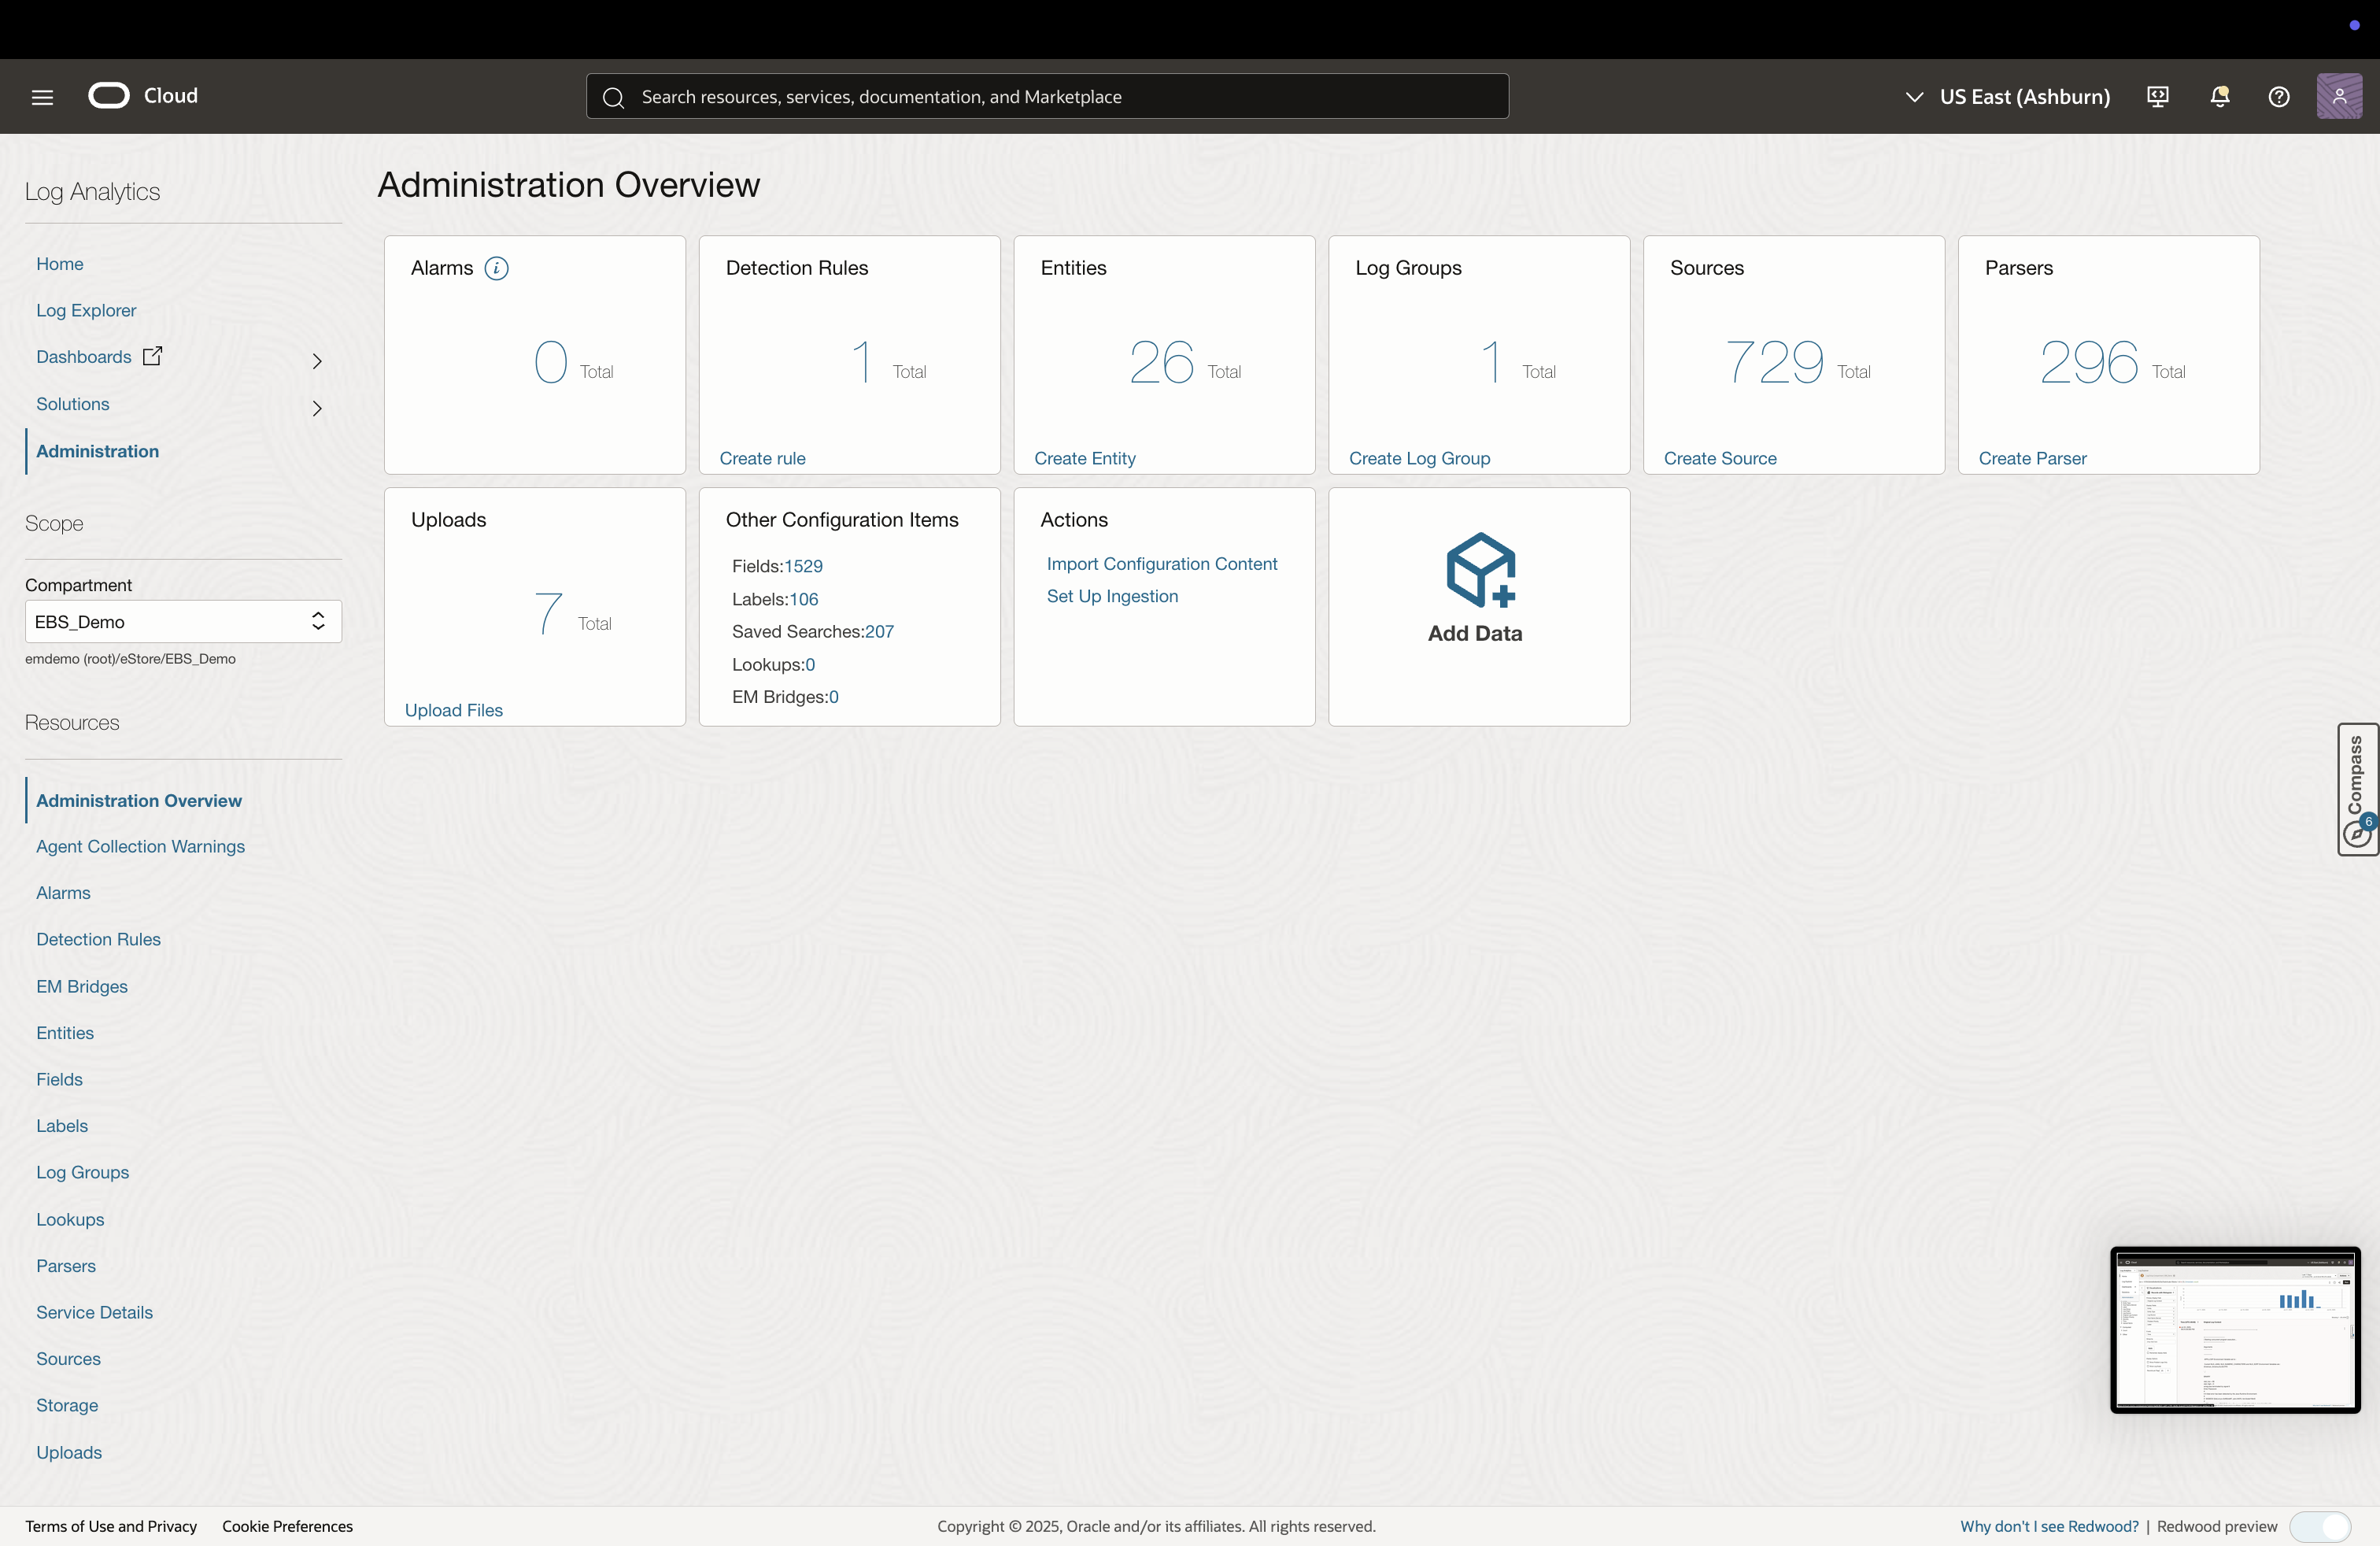 Cloud
Search resources, services, documentation, and Marketplace
US East (Ashburn)
Log Analytics
Home
Log Explorer
Dashboards
Solutions
Administration
Scope
Compartment
EBS_Demo
emdemo (root)/eStore/EBS_Demo
Resources
Administration Overview
Agent Collection Warnings
Alarms
Detection Rules
EM Bridges
Entities
Fields
Labels
Log Groups
Lookups
Parsers
Service Details
Sources
Storage
Uploads
Administration Overview
Alarms
0 Total
Detection Rules
1 Total
Create rule
Entities
26 Total
Create Entity
Log Groups
1 Total
Create Log Group
Sources
729 Total
Create Source
Parsers
296 Total
Create Parser
Uploads
7 Total
Upload Files
Other Configuration Items
Fields:1529
Labels:106
Saved Searches:207
Lookups:0
EM Bridges:0
Actions
Import Configuration Content
Set Up Ingestion
Add Data
Compass
6
Terms of Use and Privacy
Cookie Preferences
Copyright © 2025, Oracle and/or its affiliates. All rights reserved.
Why don't I see Redwood? | Redwood preview